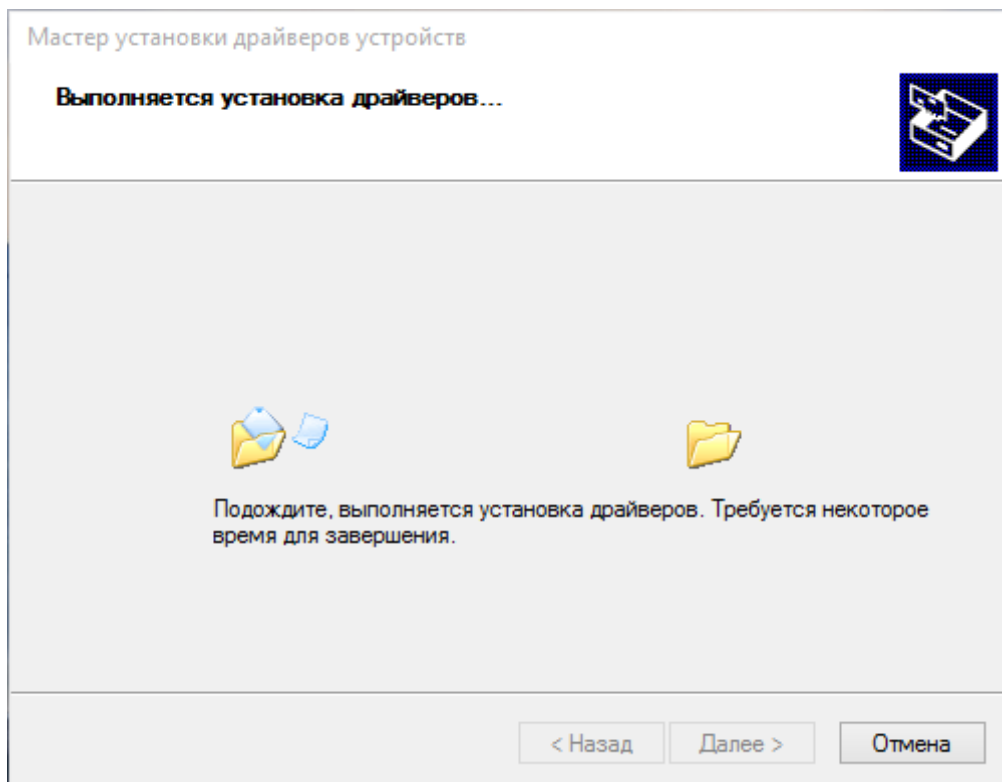 Мастер установки драйверов устройств
Выполняется установка драйверов...
Подождите, выполняется установка драйверов. Требуется некоторое
время для завершения.
< Назад
Далее >
Отмена